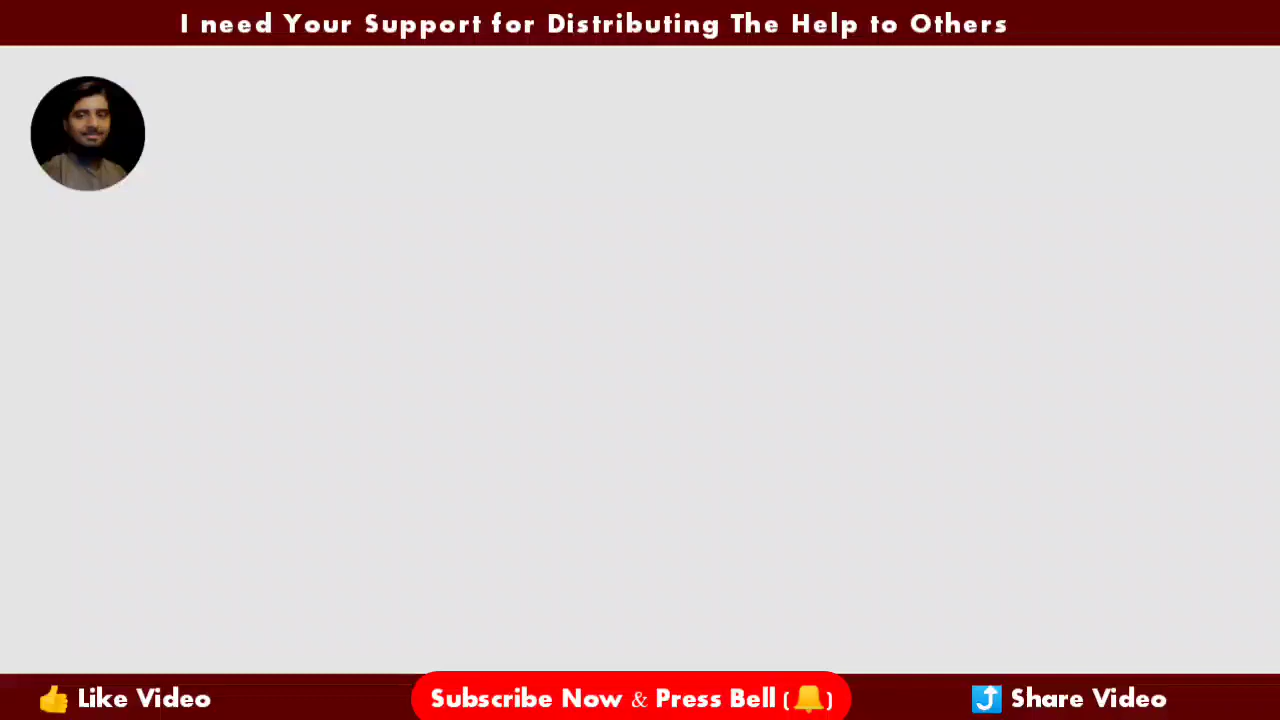 I need Your Support for Distributing The Help to Others
👍 Like Video
Subscribe Now & Press Bell (🔔)
⤴️ Share Video